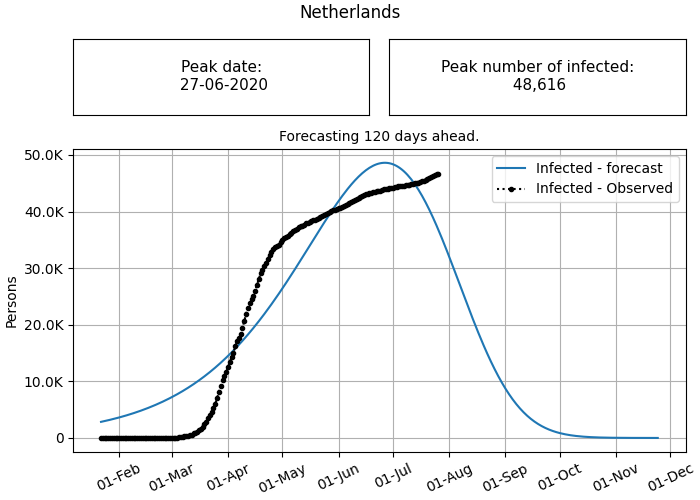 Netherlands
Peak date:
27-06-2020
Peak number of infected:
48,616
Forecasting 120 days ahead.
50.0K
40.0K
30.0K
20.0K
10.0K
0
Persons
Infected - forecast
Infected - Observed
01-Feb
01-Mar
01-Apr
01-May
01-Jun
01-Jul
01-Aug
01-Sep
01-Oct
01-Nov
01-Dec